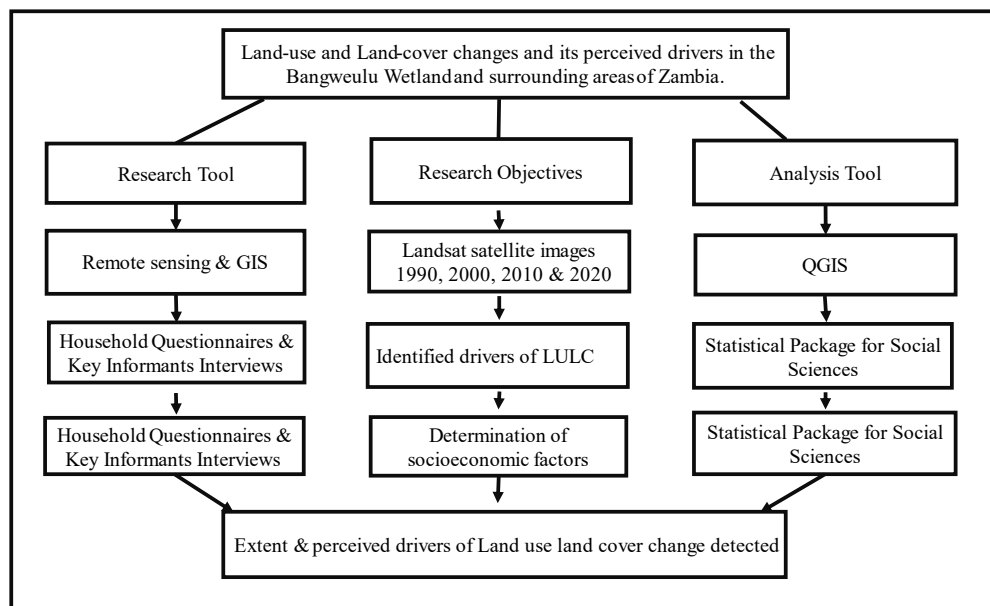 Land-use and Land-cover changes and its perceived drivers in the
Bangweulu Wetland and surrounding areas of Zambia.
Research Tool
Research Objectives
Analysis Tool
Remote sensing & GIS
Landsat satellite images
1990, 2000, 2010 & 2020
QGIS
Household Questionnaires &
Key Informants Interviews
Identified drivers of LULC
Statistical Package for Social
Sciences
Household Questionnaires &
Key Informants Interviews
Determination of
socioeconomic factors
Statistical Package for Social
Sciences
Extent & perceived drivers of Land use land cover change detected